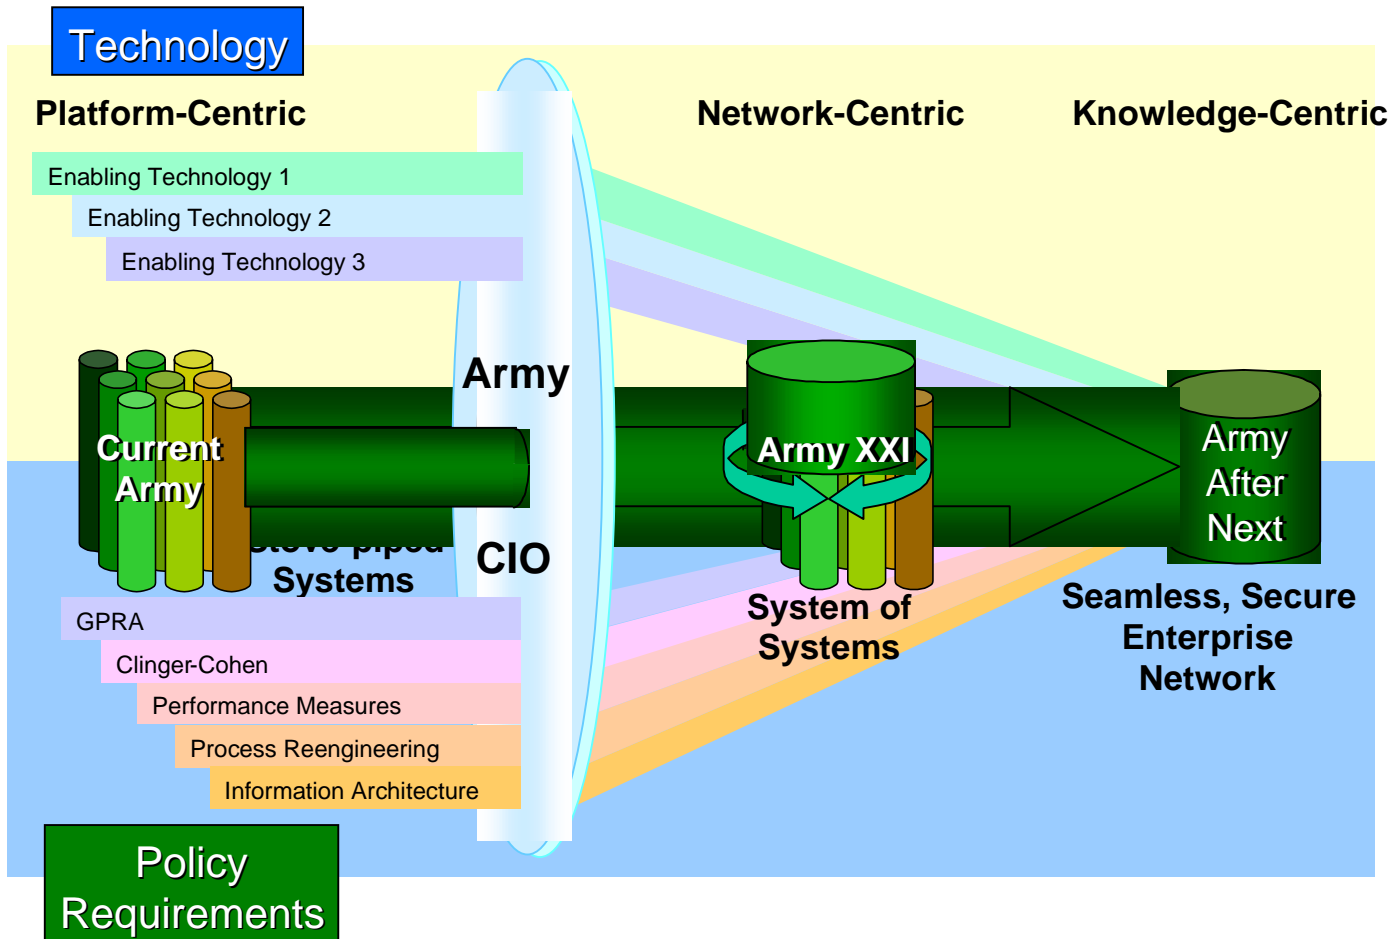 Technology
Platform-Centric
Network-Centric
Knowledge-Centric
Enabling Technology 1
Enabling Technology 2
Enabling Technology 3
Army
CIO
Current
Army
Army XXI
Army
After
Next
Stove-piped
Systems
System of
Systems
Seamless, Secure
Enterprise
Network
GPRA
Clinger-Cohen
Performance Measures
Process Reengineering
Information Architecture
Policy
Requirements